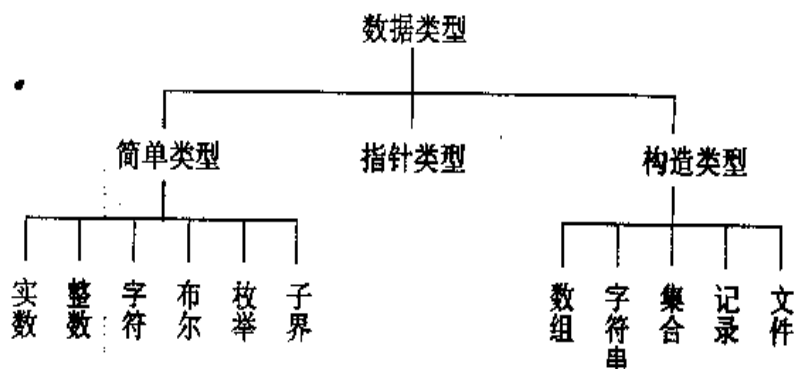 数据类型
简单类型 指针类型 构造类型
实数 整数 字符 布尔 枚举 子界 数组 字符串 集合 记录 文件